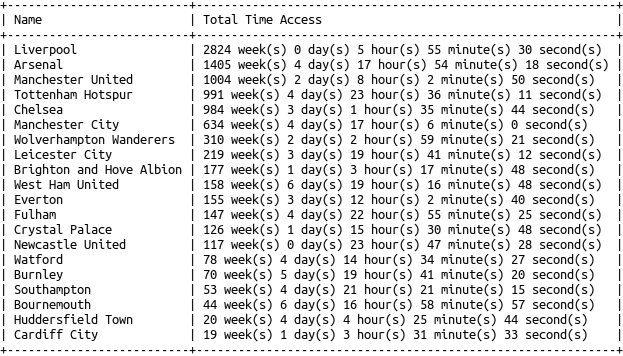 Name | Total Time Access
Liverpool | 2824 week(s) 0 day(s) 5 hour(s) 55 minute(s) 30 second(s)
Arsenal | 1405 week(s) 4 day(s) 17 hour(s) 54 minute(s) 18 second(s)
Manchester United | 1004 week(s) 2 day(s) 8 hour(s) 2 minute(s) 50 second(s)
Tottenham Hotspur | 991 week(s) 4 day(s) 23 hour(s) 36 minute(s) 11 second(s)
Chelsea | 984 week(s) 3 day(s) 1 hour(s) 35 minute(s) 44 second(s)
Manchester City | 634 week(s) 4 day(s) 17 hour(s) 6 minute(s) 0 second(s)
Wolverhampton Wanderers | 310 week(s) 2 day(s) 2 hour(s) 59 minute(s) 21 second(s)
Leicester City | 219 week(s) 3 day(s) 19 hour(s) 41 minute(s) 12 second(s)
Brighton and Hove Albion | 177 week(s) 1 day(s) 3 hour(s) 17 minute(s) 48 second(s)
West Ham United | 158 week(s) 6 day(s) 19 hour(s) 16 minute(s) 48 second(s)
Everton | 155 week(s) 3 day(s) 12 hour(s) 2 minute(s) 40 second(s)
Fulham | 147 week(s) 4 day(s) 22 hour(s) 55 minute(s) 25 second(s)
Crystal Palace | 126 week(s) 1 day(s) 15 hour(s) 30 minute(s) 48 second(s)
Newcastle United | 117 week(s) 0 day(s) 23 hour(s) 47 minute(s) 28 second(s)
Watford | 78 week(s) 4 day(s) 14 hour(s) 34 minute(s) 27 second(s)
Burnley | 70 week(s) 5 day(s) 19 hour(s) 41 minute(s) 20 second(s)
Southampton | 53 week(s) 4 day(s) 21 hour(s) 21 minute(s) 15 second(s)
Bournemouth | 44 week(s) 6 day(s) 16 hour(s) 58 minute(s) 57 second(s)
Huddersfield Town | 20 week(s) 4 day(s) 4 hour(s) 25 minute(s) 44 second(s)
Cardiff City | 19 week(s) 1 day(s) 3 hour(s) 31 minute(s) 33 second(s)